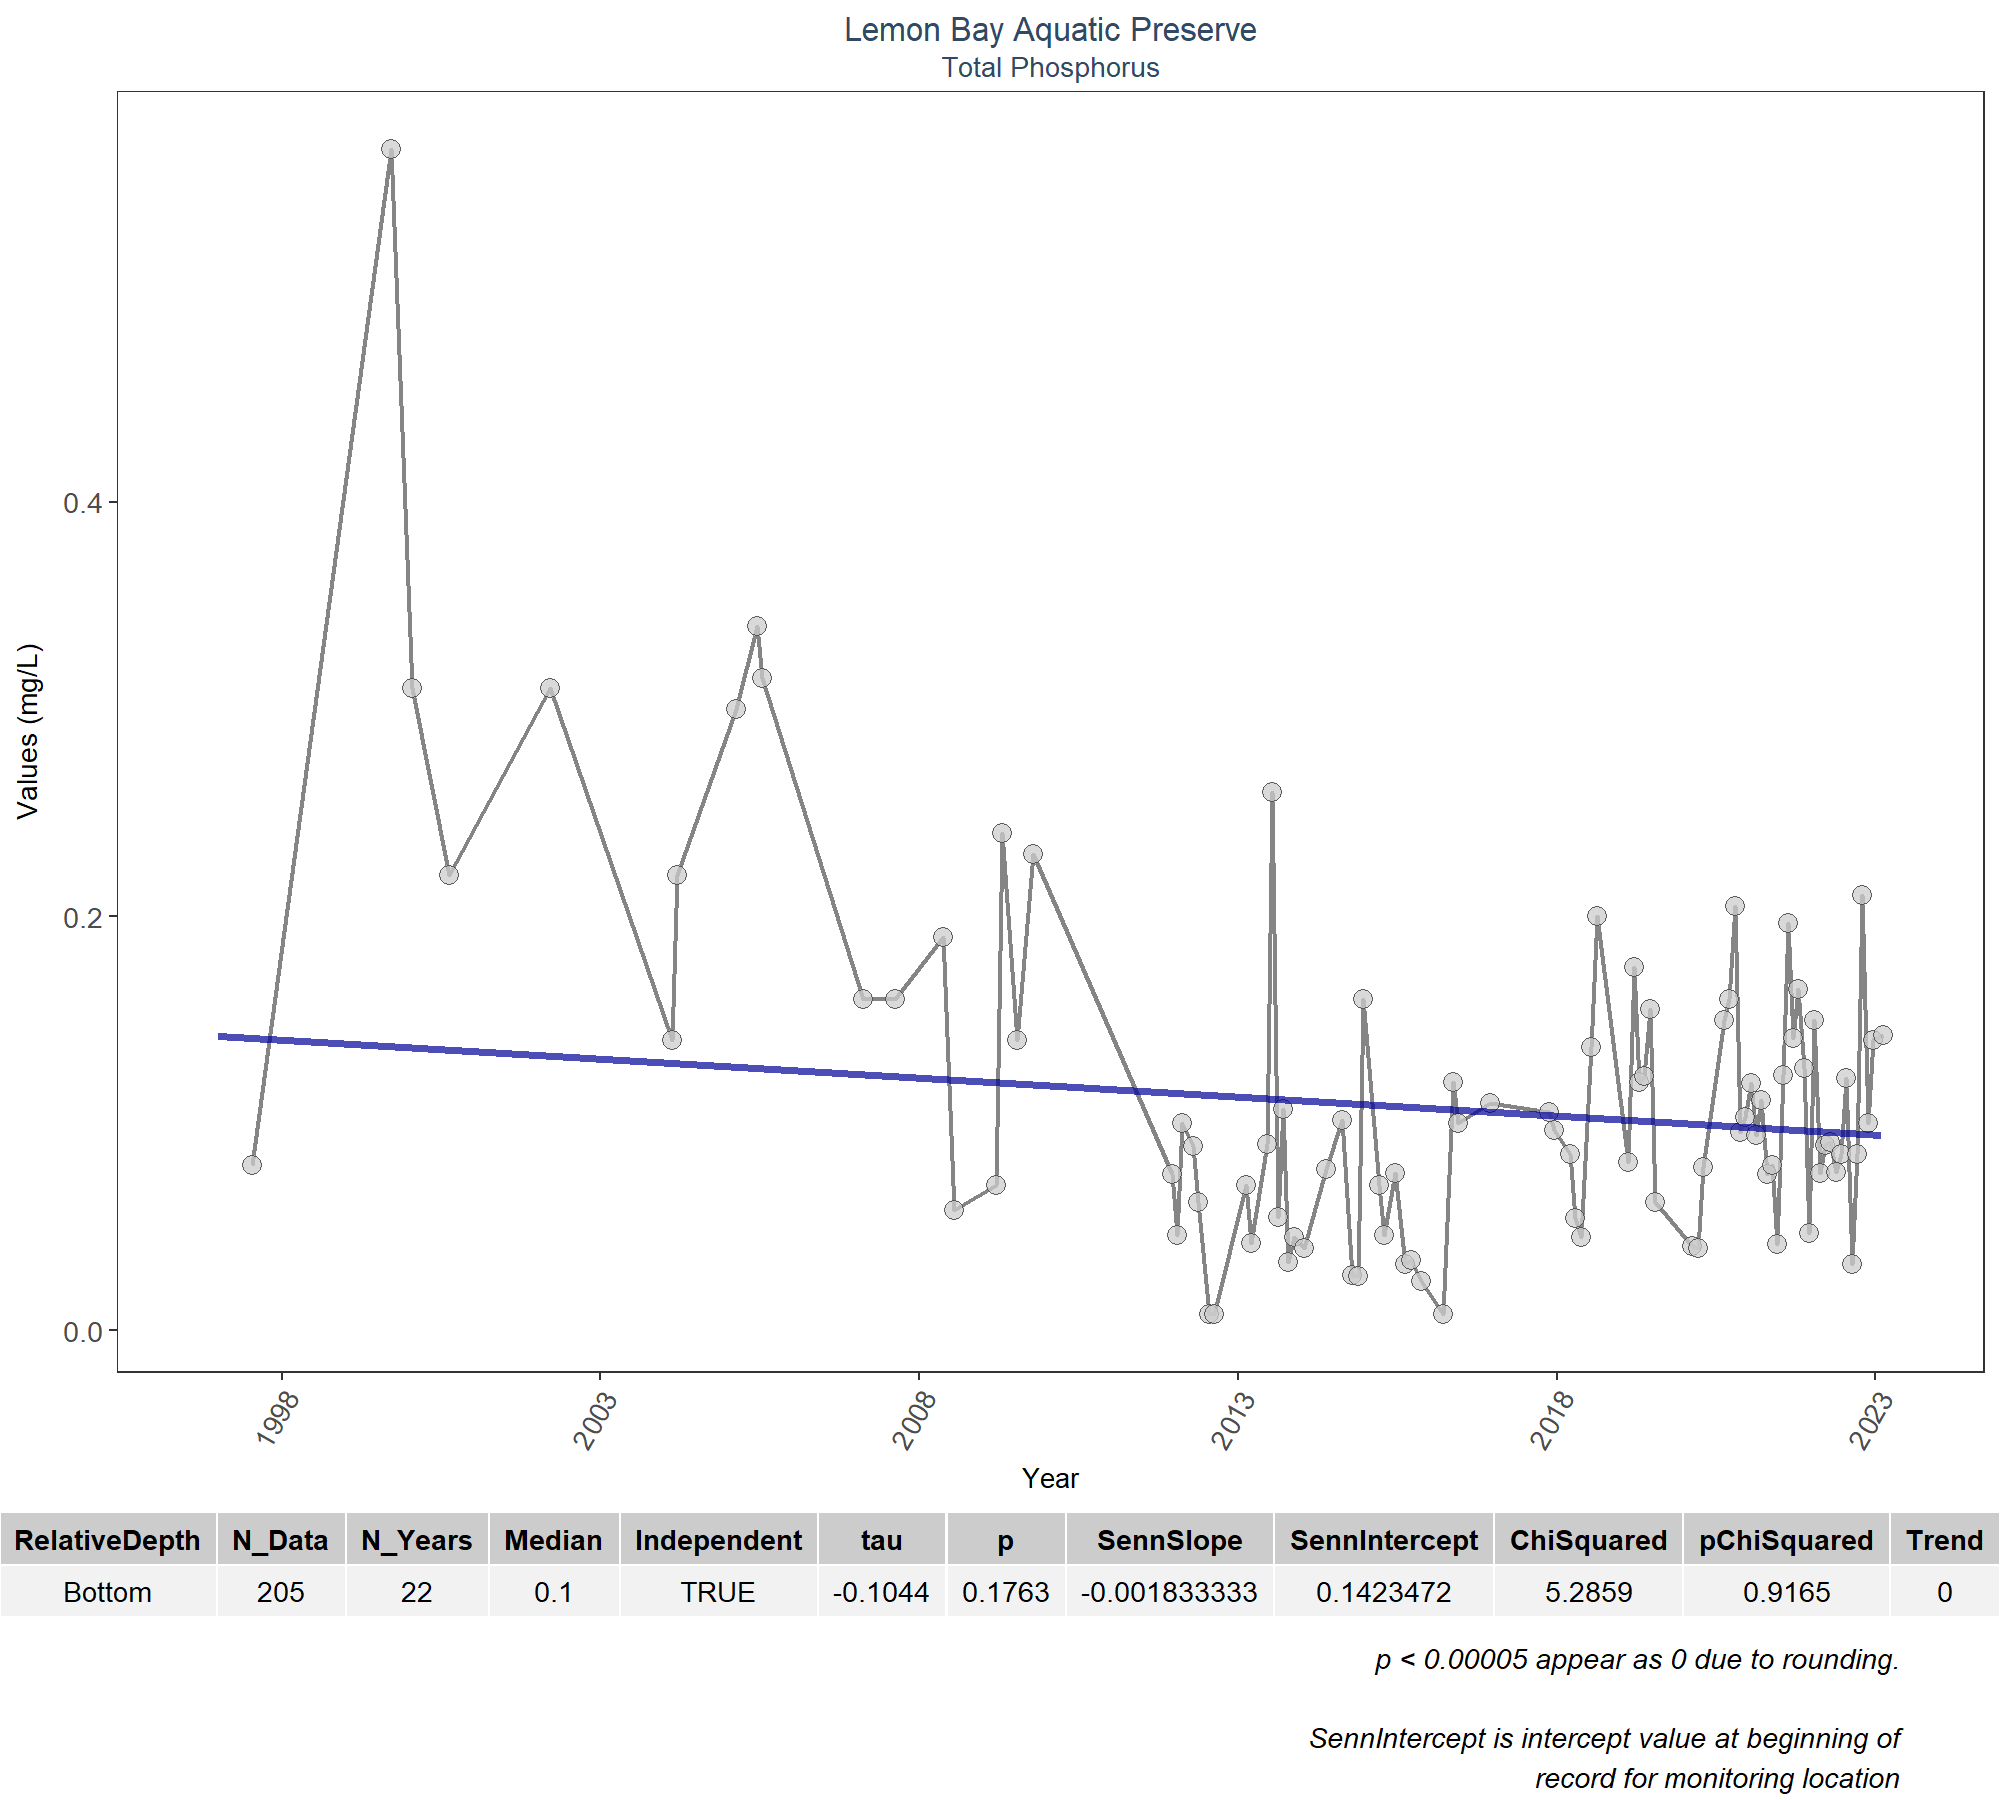 Lemon Bay Aquatic Preserve
Total Phosphorus
Values (mg/L)
0.4
0.2
0.0
1998 2003 2008 2013 2018 2023
Year
RelativeDepth N_Data N_Years Median Independent tau p SennSlope SennIntercept ChiSquared pChiSquared Trend
Bottom 205 22 0.1 TRUE -0.1044 0.1763 -0.001833333 0.1423472 5.2859 0.9165 0
p < 0.00005 appear as 0 due to rounding.
SennIntercept is intercept value at beginning of
record for monitoring location